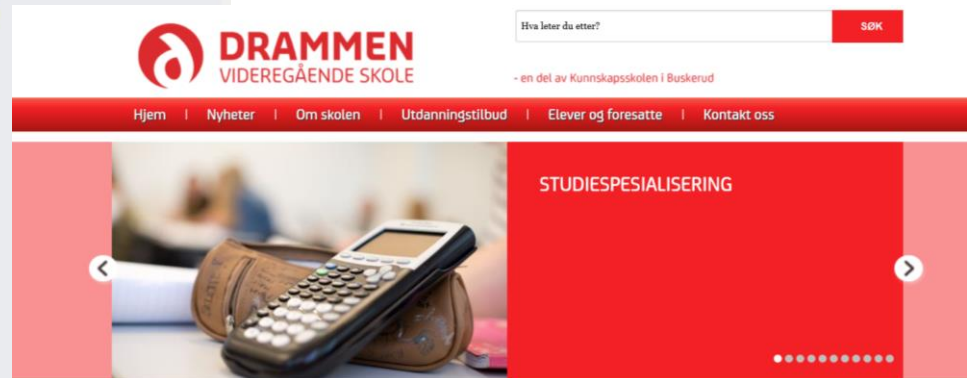 DRAMMEN
VIDEREGÅENDE SKOLE
Hva leter du etter?
SØK
- en del av Kunnskapsskolen i Buskerud
Hjem | Nyheter | Om skolen | Utdanningstilbud | Elever og foresatte | Kontakt oss
STUDIESPESIALISERING